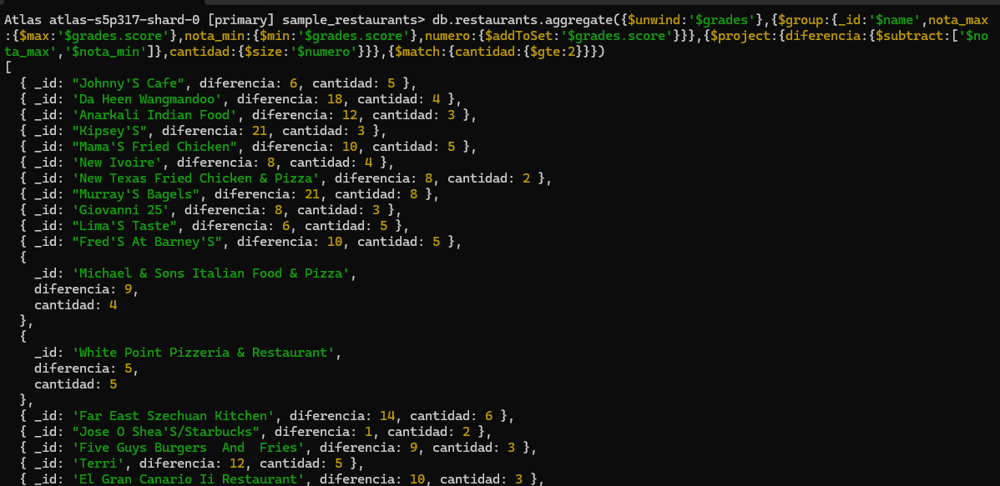 Atlas atlas-s5p317-shard-0 [primary] sample_restaurants> db.restaurants.aggregate({$unwind:'$grades'},{$group:{_id:'$name',nota_max
:{$max:'$grades.score'},nota_min:{$min:'$grades.score'},numero:{$addToSet:'$grades.score'}}},{$project:{diferencia:{$subtract:['$no
ta_max','$nota_min']},cantidad:{$size:'$numero'}}},{$match:{cantidad:{$gte:2}}})
[
  { _id: "Johnny'S Cafe", diferencia: 6, cantidad: 5 },
  { _id: 'Da Heen Wangmandoo', diferencia: 18, cantidad: 4 },
  { _id: 'Anarkali Indian Food', diferencia: 12, cantidad: 3 },
  { _id: "Kipsey'S", diferencia: 21, cantidad: 3 },
  { _id: "Mama'S Fried Chicken", diferencia: 10, cantidad: 5 },
  { _id: 'New Ivoire', diferencia: 8, cantidad: 4 },
  { _id: 'New Texas Fried Chicken & Pizza', diferencia: 8, cantidad: 2 },
  { _id: "Murray'S Bagels", diferencia: 21, cantidad: 8 },
  { _id: 'Giovanni 25', diferencia: 8, cantidad: 3 },
  { _id: "Lima'S Taste", diferencia: 6, cantidad: 5 },
  { _id: "Fred'S At Barney'S", diferencia: 10, cantidad: 5 },
  {
    _id: 'Michael & Sons Italian Food & Pizza',
    diferencia: 9,
    cantidad: 4
  },
  {
    _id: 'White Point Pizzeria & Restaurant',
    diferencia: 5,
    cantidad: 5
  },
  { _id: 'Far East Szechuan Kitchen', diferencia: 14, cantidad: 6 },
  { _id: "Jose O Shea'S/Starbucks", diferencia: 1, cantidad: 2 },
  { _id: 'Five Guys Burgers  And  Fries', diferencia: 9, cantidad: 3 },
  { _id: 'Terri', diferencia: 12, cantidad: 5 },
  { _id: 'El Gran Canario Ii Restaurant', diferencia: 10, cantidad: 3 },